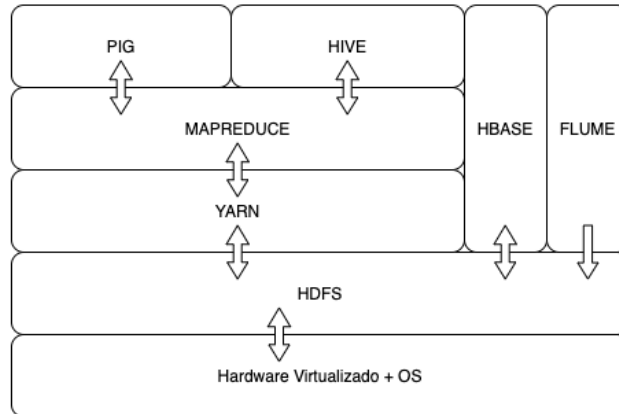 PIG
HIVE
MAPREDUCE
HBASE
FLUME
YARN
HDFS
Hardware Virtualizado + OS